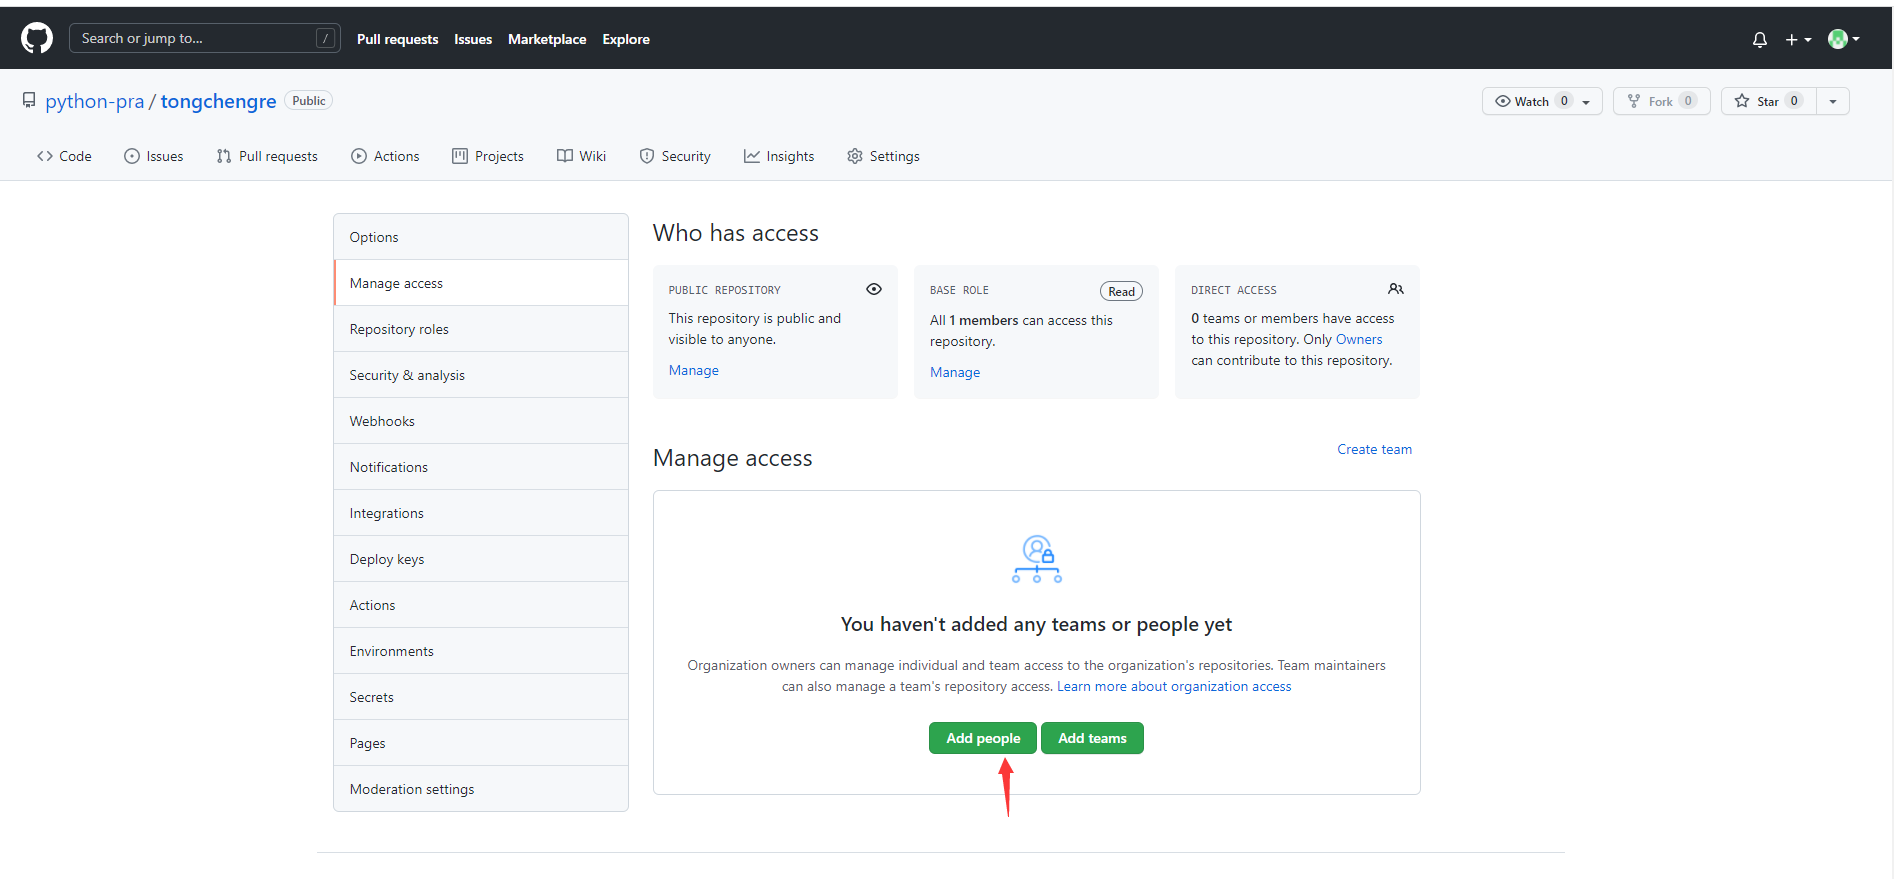 Search or jump to... /
Pull requests Issues Marketplace Explore
python-pra / tongchengre Public
Watch 0 Fork 0 Star 0
Code Issues Pull requests Actions Projects Wiki Security Insights Settings
Options
Manage access
Repository roles
Security & analysis
Webhooks
Notifications
Integrations
Deploy keys
Actions
Environments
Secrets
Pages
Moderation settings
Who has access
PUBLIC REPOSITORY
This repository is public and
visible to anyone.
Manage
BASE ROLE Read
All 1 members can access this
repository.
Manage
DIRECT ACCESS
0 teams or members have access
to this repository. Only Owners
can contribute to this repository.
Manage access
Create team
You haven't added any teams or people yet
Organization owners can manage individual and team access to the organization's repositories. Team maintainers
can also manage a team's repository access. Learn more about organization access
Add people Add teams